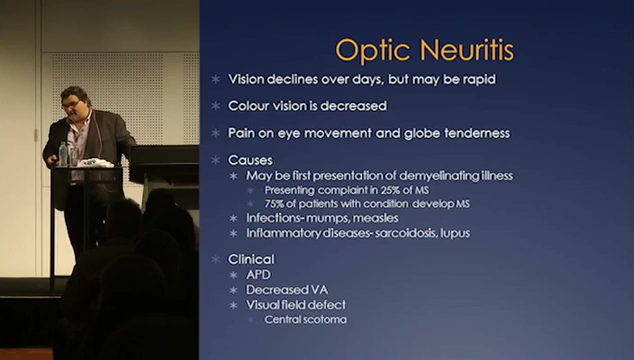 Optic Neuritis
Vision declines over days, but may be rapid
Colour vision is decreased
Pain on eye movement and globe tenderness
Causes
May be first presentation of demyelinating illness
Presenting complaint in 25% of MS
75% of patients with condition develop MS
Infections- mumps, measles
Inflammatory diseases- sarcoidosis, lupus
Clinical
APD
Decreased VA
Visual field defect
Central scotoma